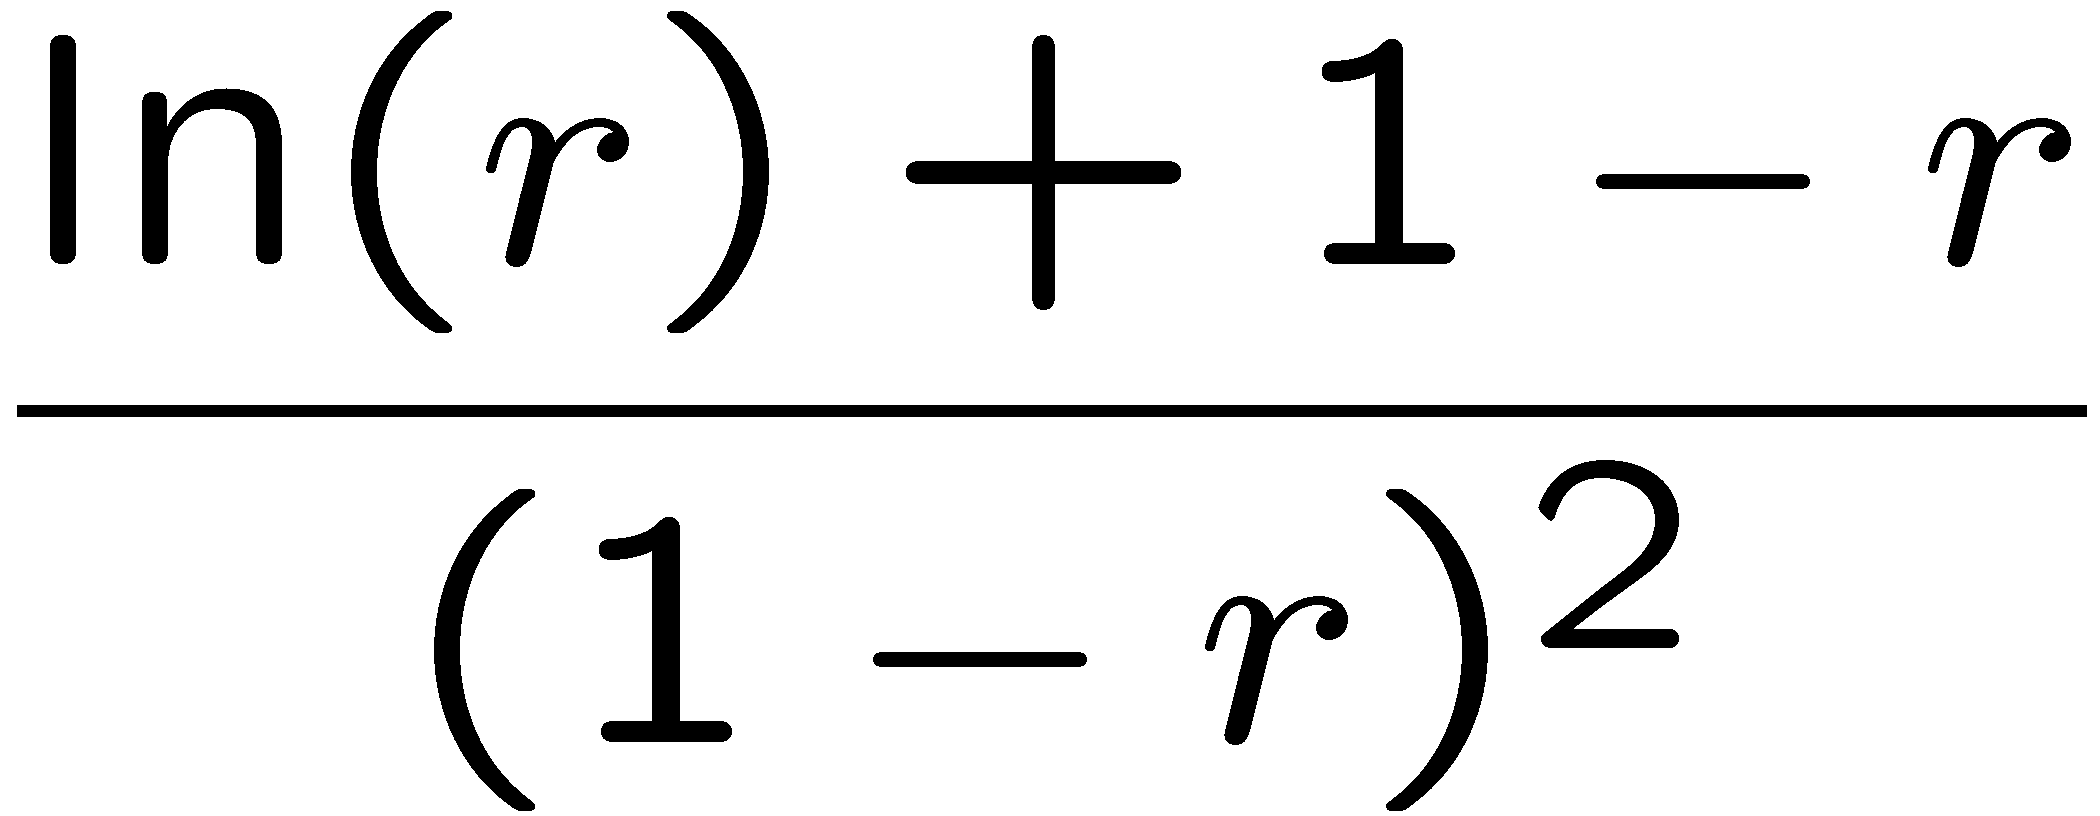 ln(r) + 1 − r
(1 − r)²